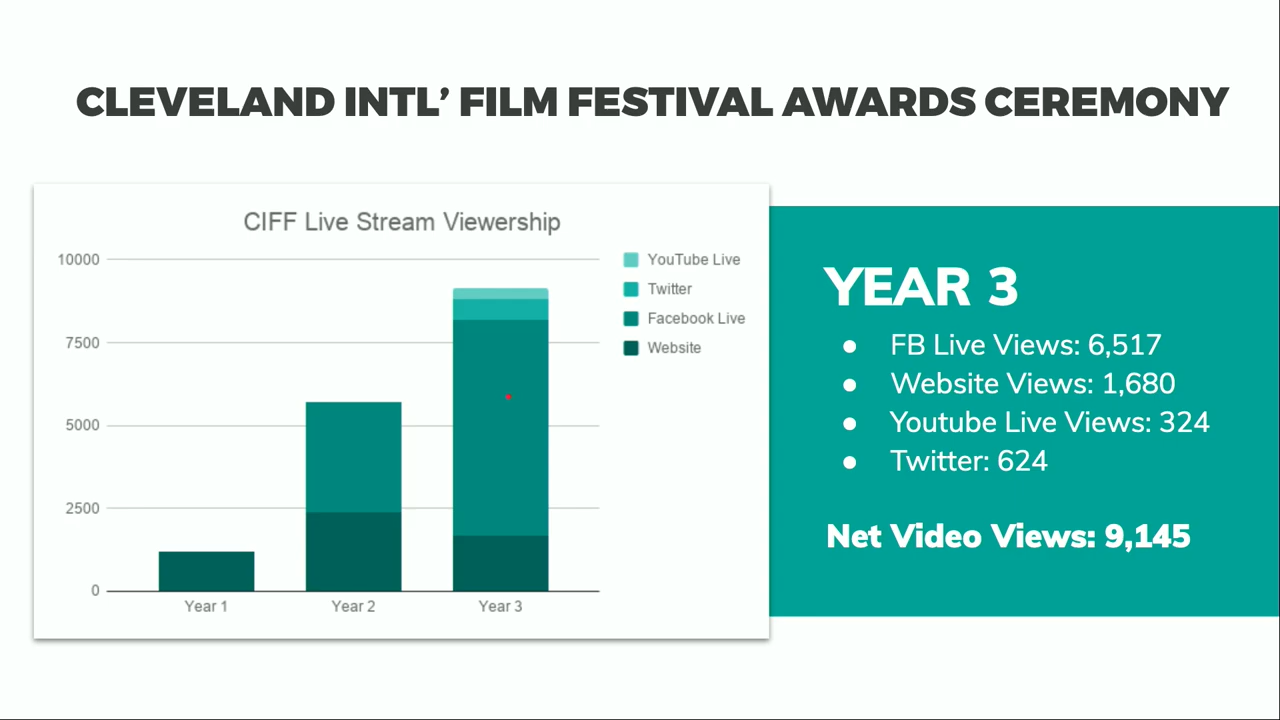 CLEVELAND INTL’ FILM FESTIVAL AWARDS CEREMONY
CIFF Live Stream Viewership
10000
7500
5000
2500
0
Year 1
Year 2
Year 3
YouTube Live
Twitter
Facebook Live
Website
YEAR 3
● FB Live Views: 6,517
● Website Views: 1,680
● Youtube Live Views: 324
● Twitter: 624
Net Video Views: 9,145